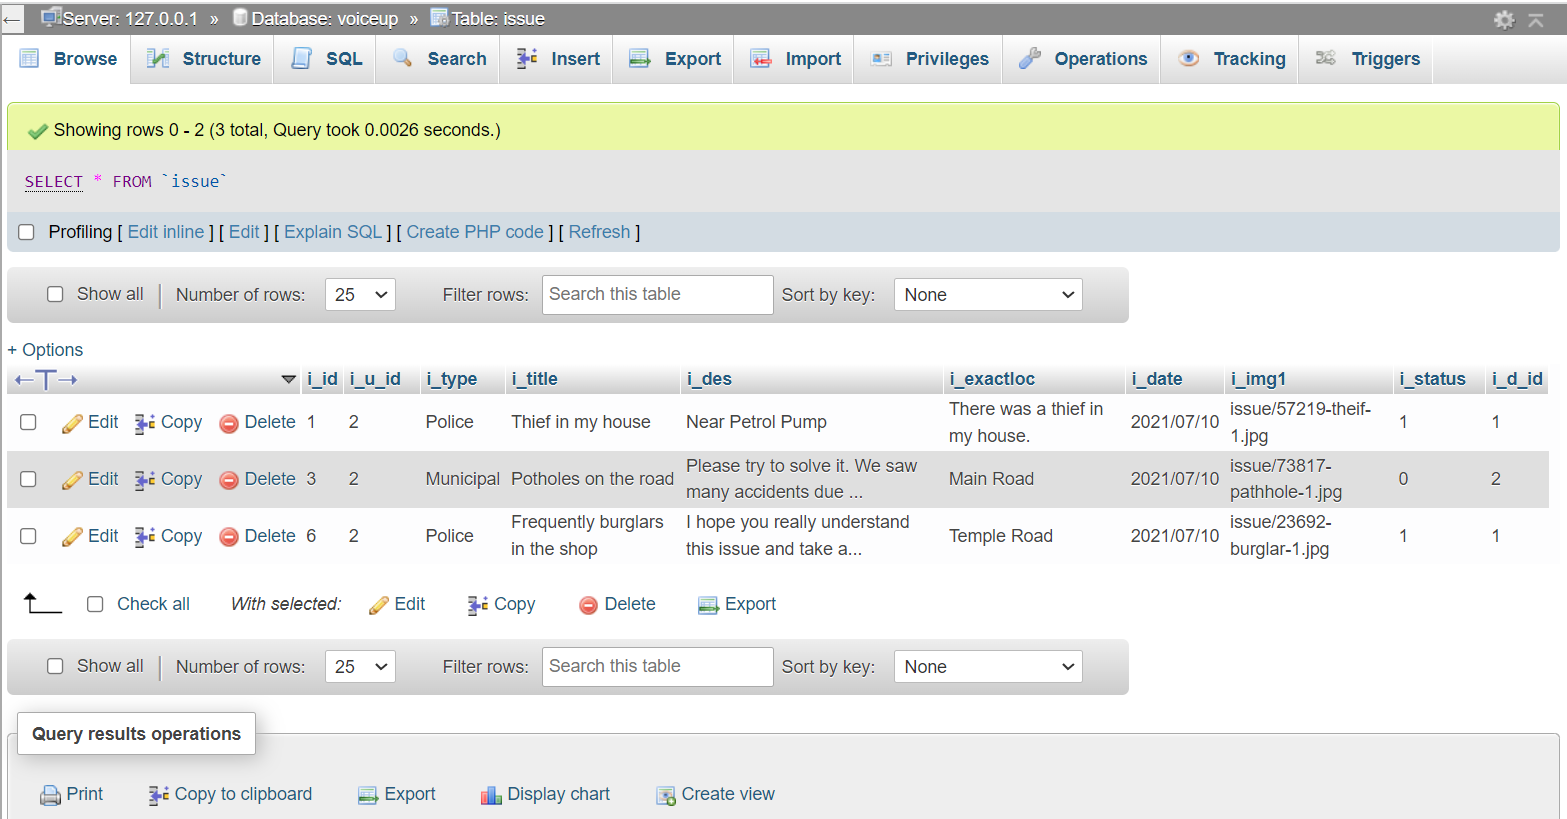 Server: 127.0.0.1 » Database: voiceup » Table: issue
Browse Structure SQL Search Insert Export Import Privileges Operations Tracking Triggers
Showing rows 0 - 2 (3 total, Query took 0.0026 seconds.)
SELECT * FROM `issue`
Profiling [ Edit inline ] [ Edit ] [ Explain SQL ] [ Create PHP code ] [ Refresh ]
Show all Number of rows: 25 Filter rows: Search this table Sort by key: None
+ Options
←T→ i_id i_u_id i_type i_title i_des i_exactloc i_date i_img1 i_status i_d_id
Edit Copy Delete 1 2 Police Thief in my house Near Petrol Pump There was a thief in 2021/07/10 issue/57219-theif- 1 1
my house. 1.jpg
Edit Copy Delete 3 2 Municipal Potholes on the road Please try to solve it. We saw Main Road 2021/07/10 issue/73817- 0 2
many accidents due ... pathhole-1.jpg
Edit Copy Delete 6 2 Police Frequently burglars I hope you really understand Temple Road 2021/07/10 issue/23692- 1 1
in the shop this issue and take a... burglar-1.jpg
Check all With selected: Edit Copy Delete Export
Show all Number of rows: 25 Filter rows: Search this table Sort by key: None
Query results operations
Print Copy to clipboard Export Display chart Create view